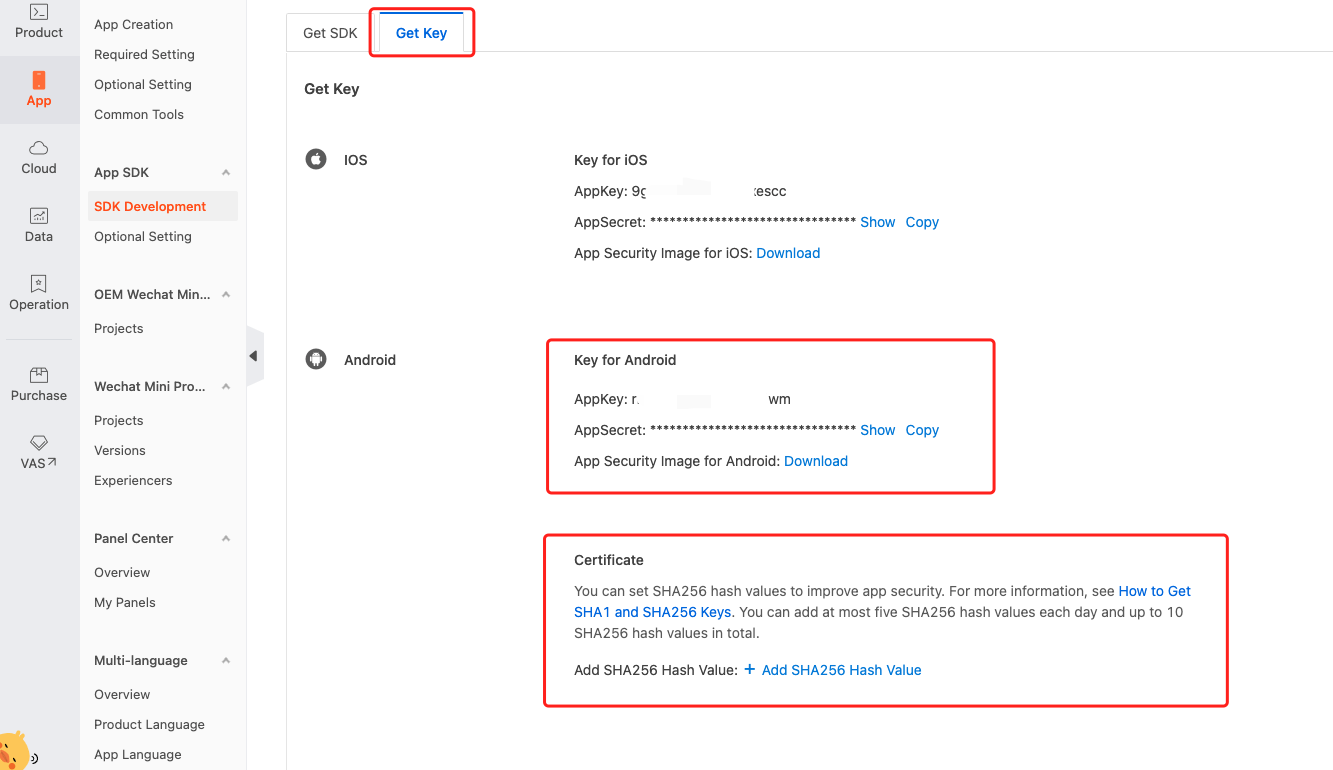 Product
App
Cloud
Data
Operation
Purchase
VAS
App Creation
Required Setting
Optional Setting
Common Tools
App SDK
SDK Development
Optional Setting
OEM Wechat Min...
Projects
Wechat Mini Pro...
Projects
Versions
Experiencers
Panel Center
Overview
My Panels
Multi-language
Overview
Product Language
App Language
Get SDK
Get Key
Get Key
IOS
Key for iOS
AppKey: 9g escc
AppSecret: ******************************** Show Copy
App Security Image for iOS: Download
Android
Key for Android
AppKey: r wm
AppSecret: ******************************** Show Copy
App Security Image for Android: Download
Certificate
You can set SHA256 hash values to improve app security. For more information, see How to Get
SHA1 and SHA256 Keys. You can add at most five SHA256 hash values each day and up to 10
SHA256 hash values in total.
Add SHA256 Hash Value: + Add SHA256 Hash Value